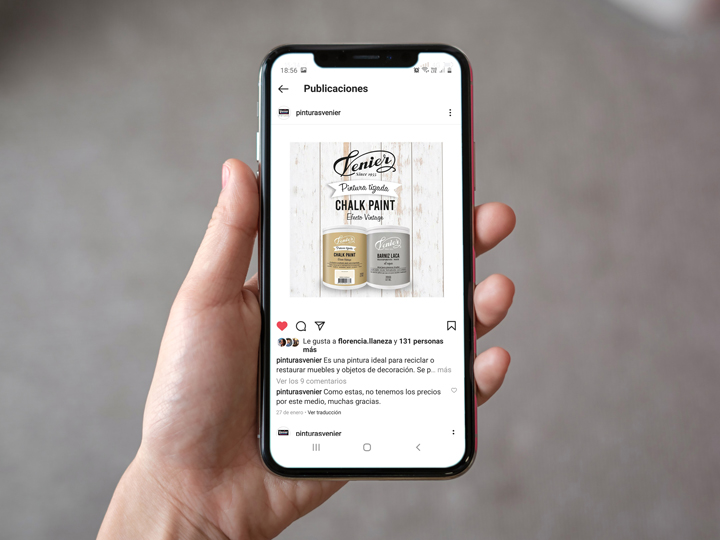 18:56
Publicaciones
pinturasvenier
Venier
since 1935
Pintura tizada
CHALK PAINT
Efecto Vintage
Venier
CHALK PAINT
Venier
BARNIZ LACA
Le gusta a florencia.llaneza y 131 personas
más
pinturasvenier Es una pintura ideal para reciclar o
restaurar muebles y objetos de decoración. Se p... más
Ver los 9 comentarios
pinturasvenier Como estas, no tenemos los precios
por este medio, muchas gracias.
27 de enero · Ver traducción
pinturasvenier